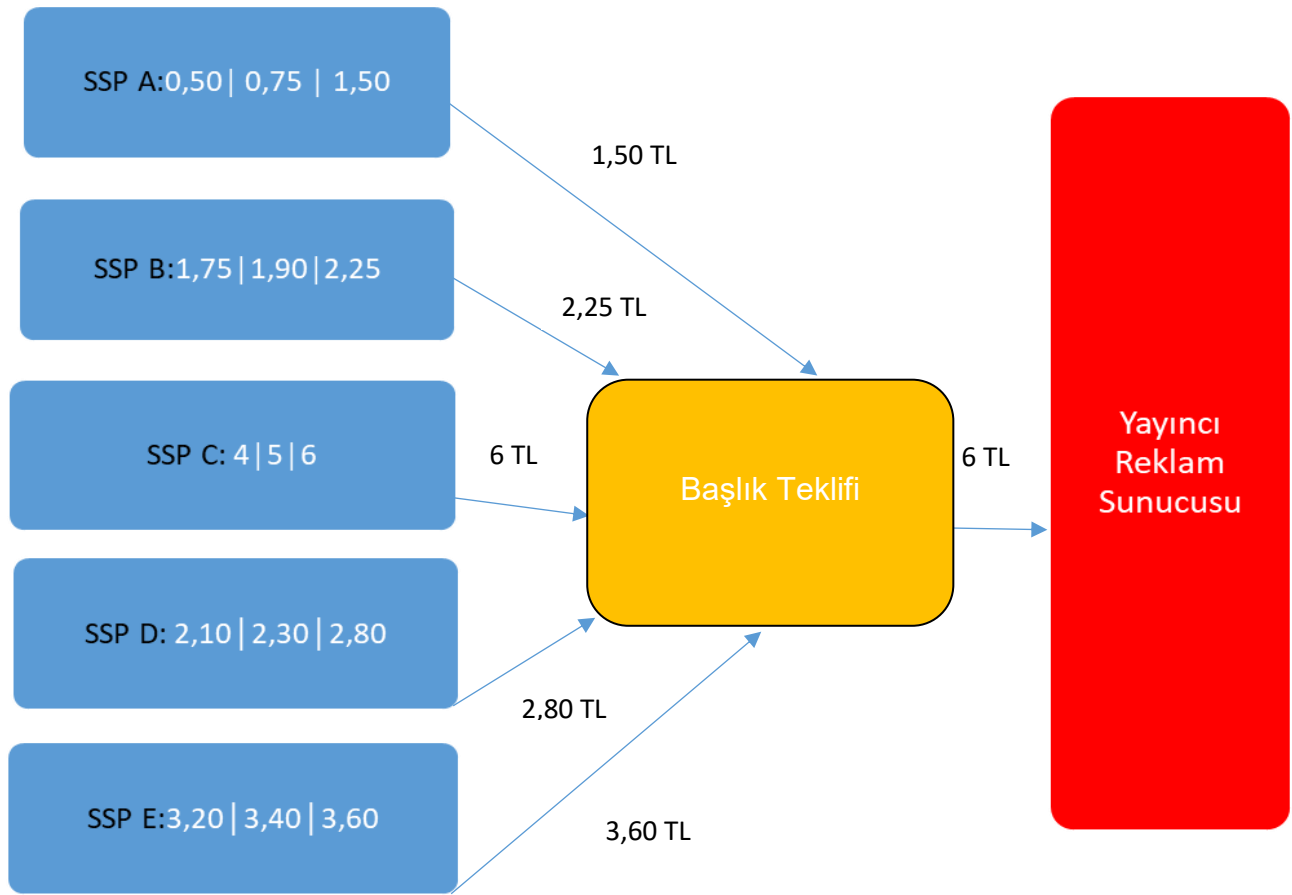 SSP A:0,50| 0,75 | 1,50
1,50 TL
SSP B:1,75|1,90|2,25
2,25 TL
SSP C: 4|5|6
6 TL
Başlık Teklifi
6 TL
Yayıncı
Reklam
Sunucusu
SSP D: 2,10|2,30|2,80
2,80 TL
SSP E:3,20|3,40|3,60
3,60 TL